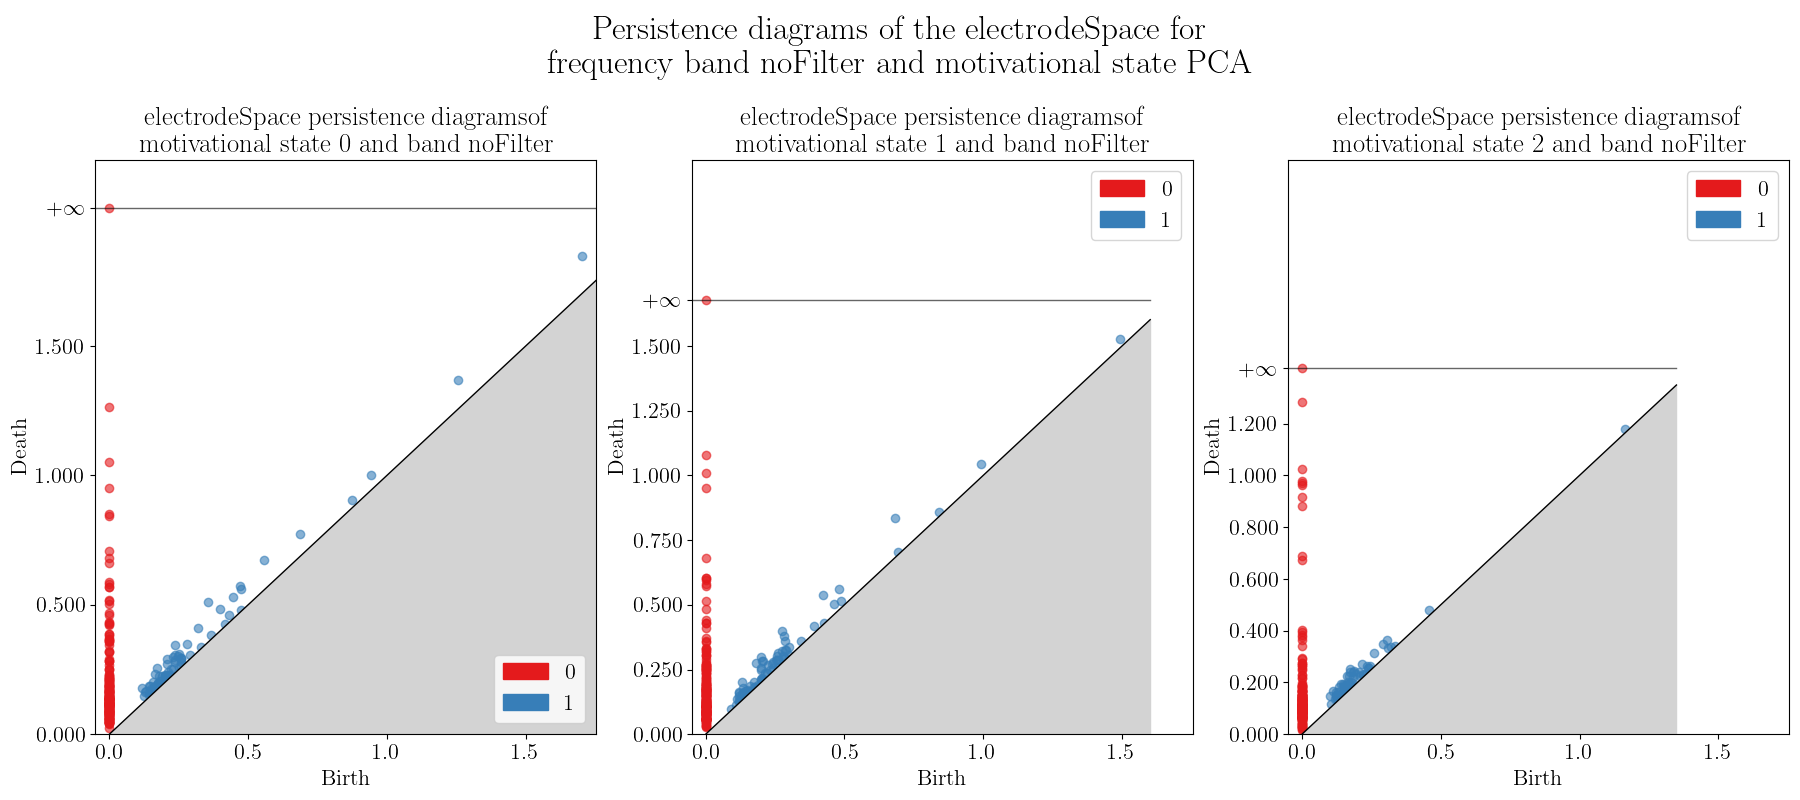 Persistence diagrams of the electrodeSpace for
frequency band noFilter and motivational state PCA
electrodeSpace persistence diagramsof
motivational state 0 and band noFilter
+∞
1.500
1.000
0.500
0.000
Death
0.0
0.5
1.0
1.5
Birth
0
1
electrodeSpace persistence diagramsof
motivational state 1 and band noFilter
+∞
1.500
1.250
1.000
0.750
0.500
0.250
0.000
Death
0.0
0.5
1.0
1.5
Birth
0
1
electrodeSpace persistence diagramsof
motivational state 2 and band noFilter
+∞
1.200
1.000
0.800
0.600
0.400
0.200
0.000
Death
0.0
0.5
1.0
1.5
Birth
0
1